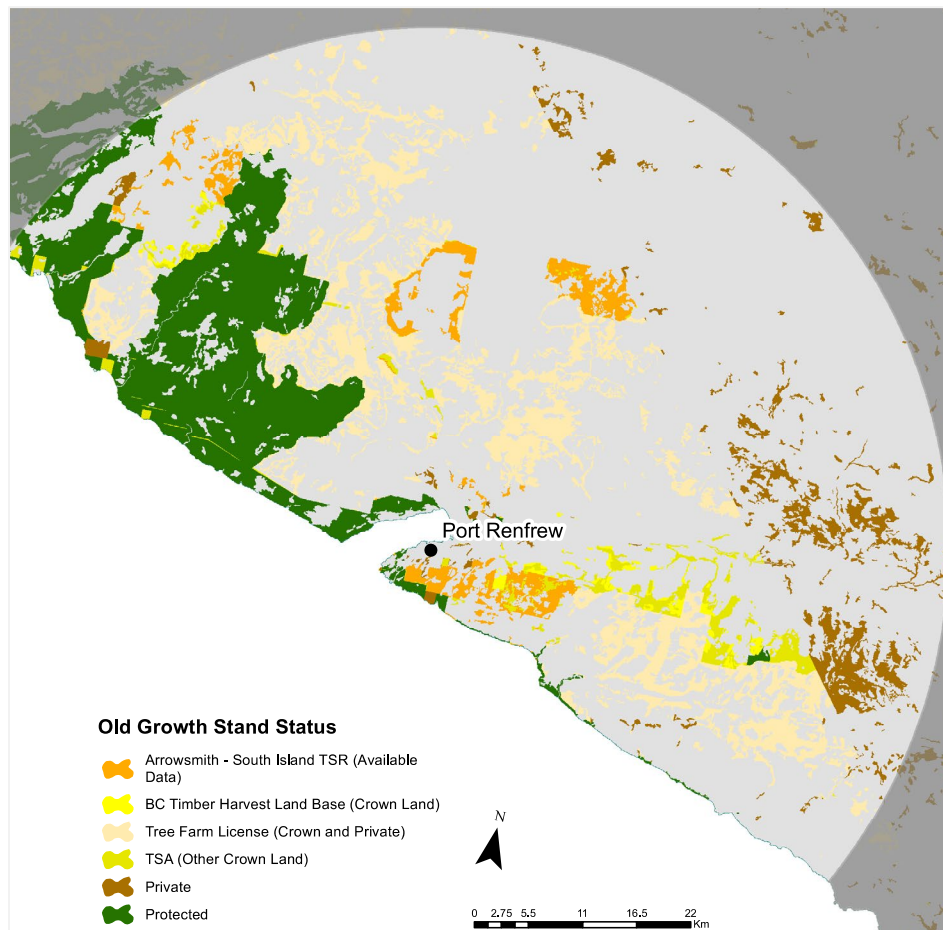 Port Renfrew
Old Growth Stand Status
Arrowsmith - South Island TSR (Available
Data)
BC Timber Harvest Land Base (Crown Land)
Tree Farm License (Crown and Private)
TSA (Other Crown Land)
Private
Protected
N
0 2.75 5.5 11 16.5 22
Km